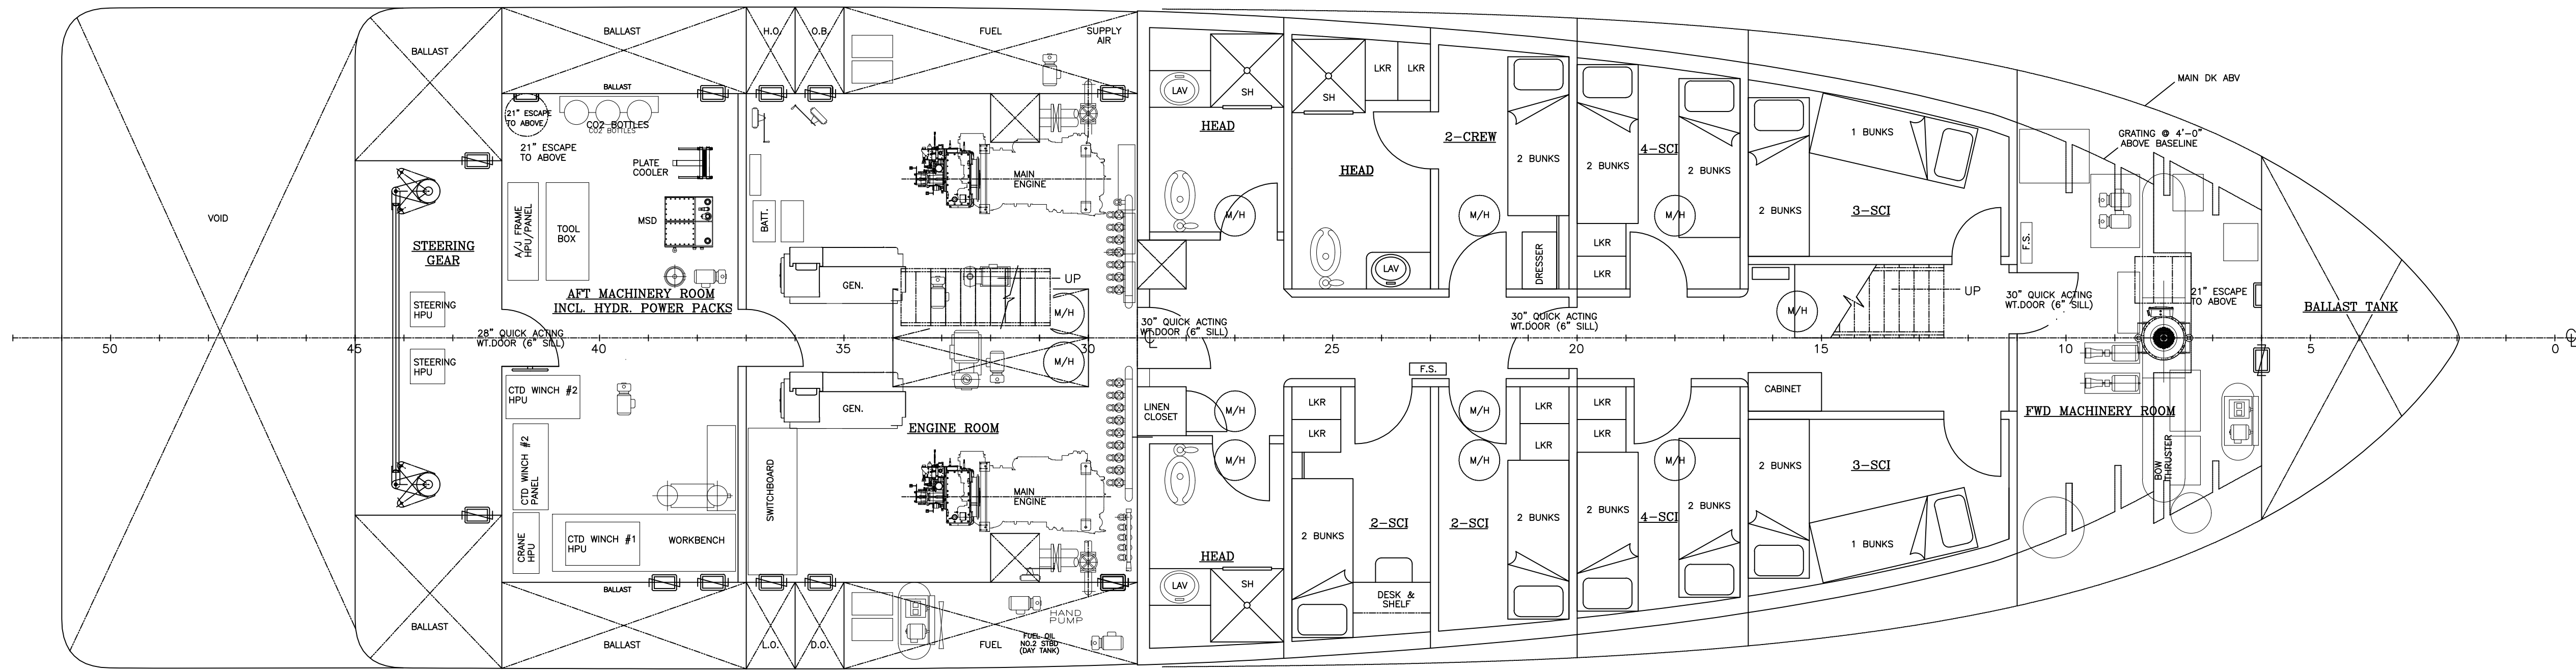 BALLAST
BALLAST
BALLAST
H.O.
O.B.
FUEL
SUPPLY
AIR
MAIN DK ABV
GRATING @ 4'-0"
ABOVE BASELINE
21" ESCAPE
TO ABOVE
CO2 BOTTLES
CO2 BOTTLES
21" ESCAPE
TO ABOVE
PLATE
COOLER
MSD
A/J FRAME
HPU/PANEL
TOOL
BOX
BATT.
MAIN
ENGINE
GEN.
UP
M/H
M/H
VOID
STEERING
GEAR
STEERING
HPU
STEERING
HPU
AFT MACHINERY ROOM
INCL. HYDR. POWER PACKS
28" QUICK ACTING
WT.DOOR (6" SILL)
CTD WINCH #2
HPU
CTD WINCH #2
PANEL
CRANE
HPU
CTD WINCH #1
HPU
WORKBENCH
SWITCHBOARD
GEN.
ENGINE ROOM
MAIN
ENGINE
BALLAST
BALLAST
BALLAST
L.O.
D.O.
FUEL
HAND
PUMP
FUEL OIL
NO.2 STBD
(DAY TANK)
LAV
SH
HEAD
M/H
SH
LKR
LKR
HEAD
LAV
2-CREW
2 BUNKS
M/H
DRESSER
2 BUNKS
4-SCI
2 BUNKS
M/H
LKR
LKR
2 BUNKS
1 BUNKS
3-SCI
M/H
UP
30" QUICK ACTING
WT.DOOR (6" SILL)
30" QUICK ACTING
WT.DOOR (6" SILL)
30" QUICK ACTING
WT.DOOR (6" SILL)
F.S.
21" ESCAPE
TO ABOVE
BALLAST TANK
50
45
40
35
30
25
20
15
10
5
0
LINEN
CLOSET
M/H
M/H
HEAD
LAV
SH
LKR
LKR
2 BUNKS
2-SCI
DESK &
SHELF
F.S.
M/H
M/H
2-SCI
LKR
LKR
2 BUNKS
LKR
LKR
2 BUNKS
4-SCI
M/H
2 BUNKS
CABINET
2 BUNKS
3-SCI
1 BUNKS
FWD MACHINERY ROOM
BOW
THRUSTER